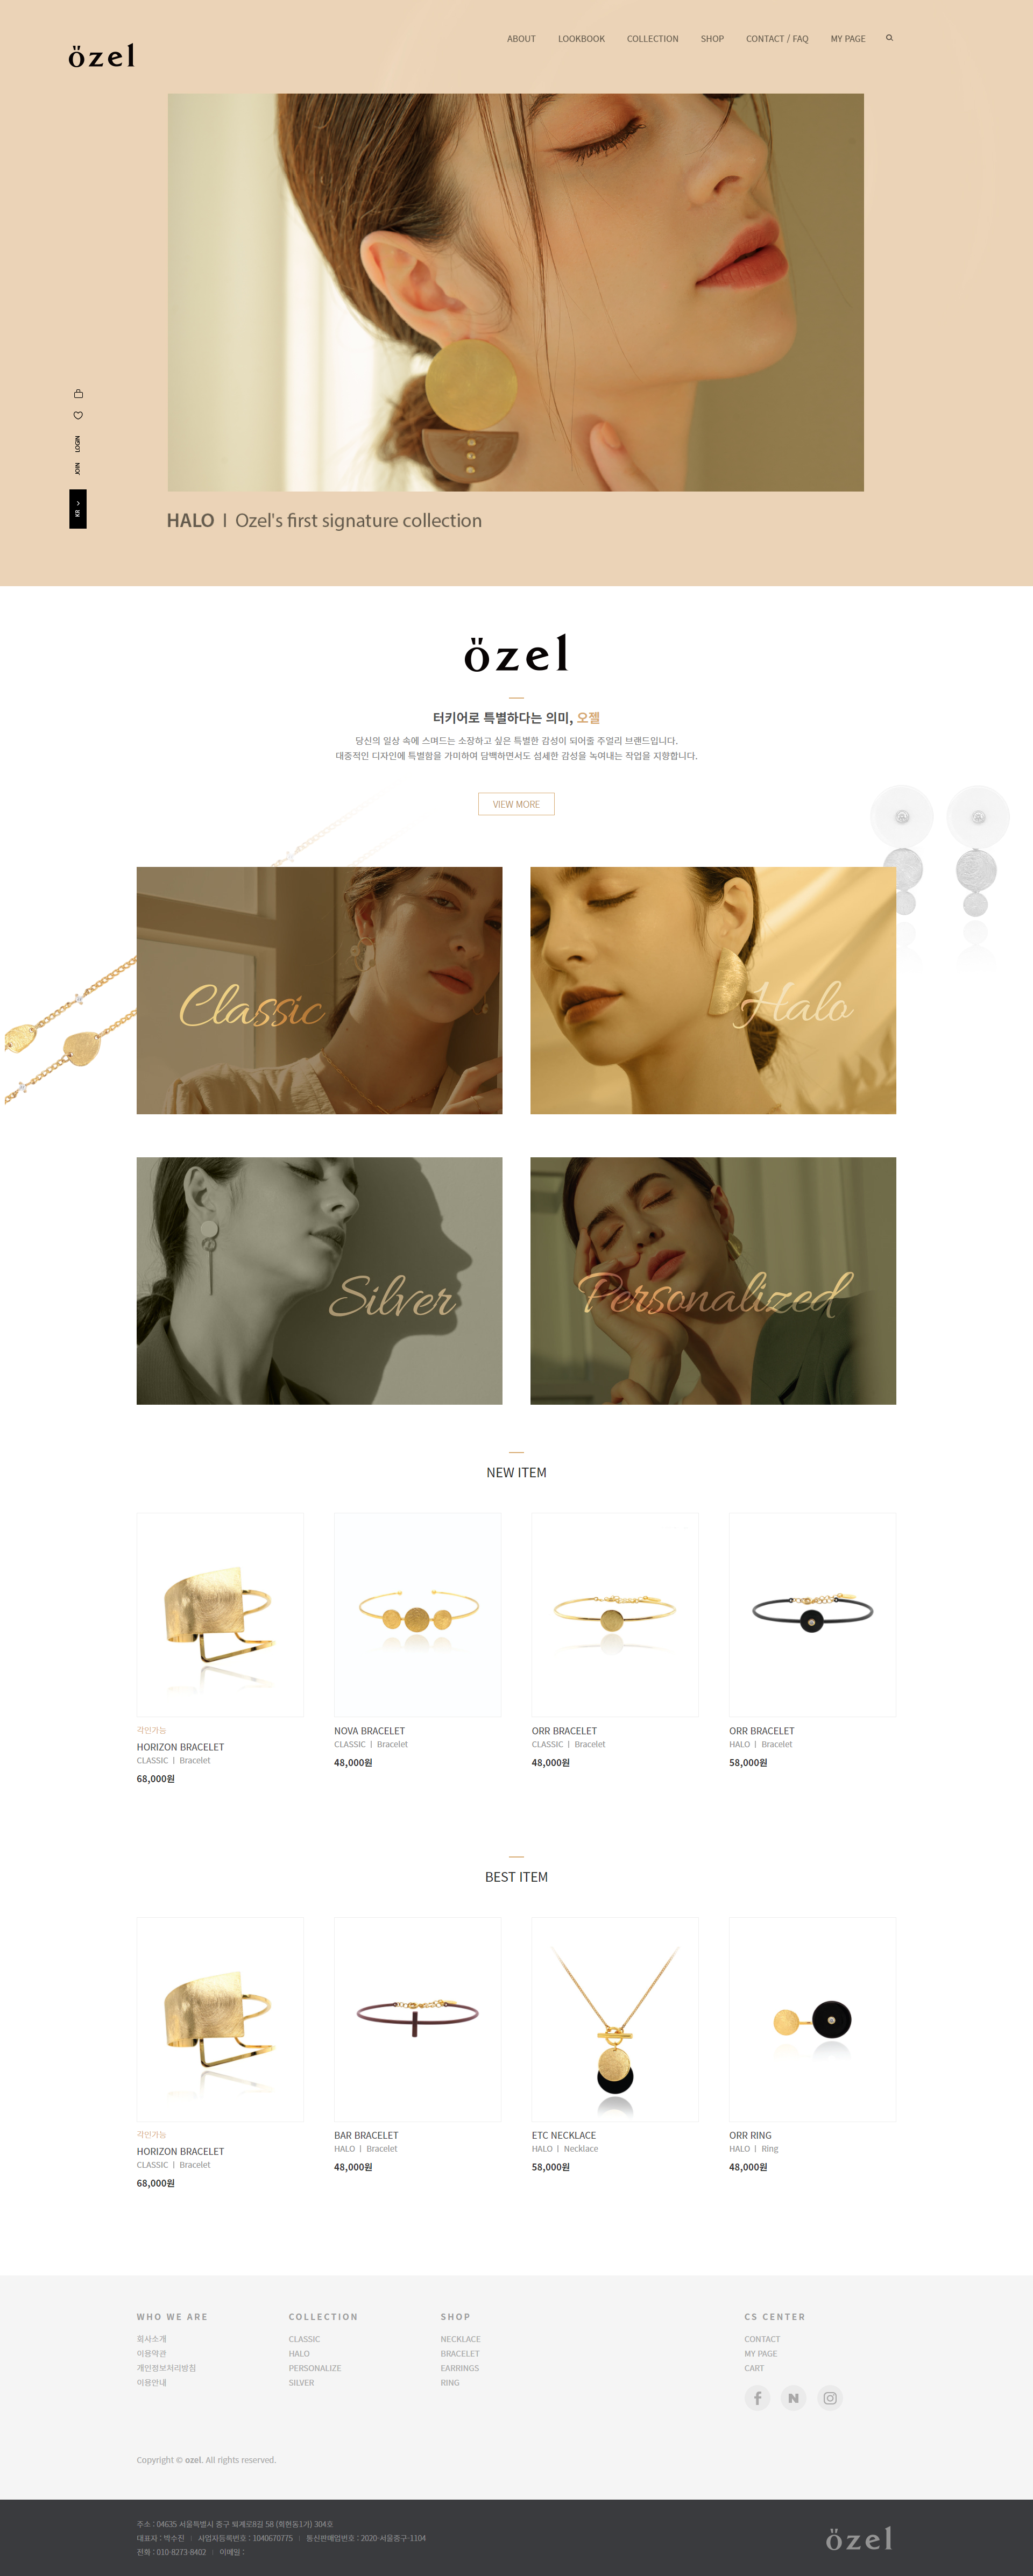 özel
ABOUT LOOKBOOK COLLECTION SHOP CONTACT / FAQ MY PAGE
LOGIN
JOIN
KR
HALO I Ozel's first signature collection
özel
터키어로 특별하다는 의미, 오젤
당신의 일상 속에 스며드는 소장하고 싶은 특별한 감성이 되어줄 주얼리 브랜드입니다.
대중적인 디자인에 특별함을 가미하여 담백하면서도 섬세한 감성을 녹여내는 작업을 지향합니다.
VIEW MORE
Classic
Halo
Silver
Personalized
NEW ITEM
각인가능
HORIZON BRACELET
CLASSIC I Bracelet
68,000원
NOVA BRACELET
CLASSIC I Bracelet
48,000원
ORR BRACELET
CLASSIC I Bracelet
48,000원
ORR BRACELET
HALO I Bracelet
58,000원
BEST ITEM
각인가능
HORIZON BRACELET
CLASSIC I Bracelet
68,000원
BAR BRACELET
HALO I Bracelet
48,000원
ETC NECKLACE
HALO I Necklace
58,000원
ORR RING
HALO I Ring
48,000원
WHO WE ARE
회사소개
이용약관
개인정보처리방침
이용안내
COLLECTION
CLASSIC
HALO
PERSONALIZE
SILVER
SHOP
NECKLACE
BRACELET
EARRINGS
RING
CS CENTER
CONTACT
MY PAGE
CART
Copyright © ozel. All rights reserved.
주소 : 04635 서울특별시 중구 퇴계로8길 58 (회현동1가) 304호
대표자 : 박수진 | 사업자등록번호 : 1040670775 | 통신판매업번호 : 2020-서울중구-1104
전화 : 010-8273-8402 | 이메일 :
özel